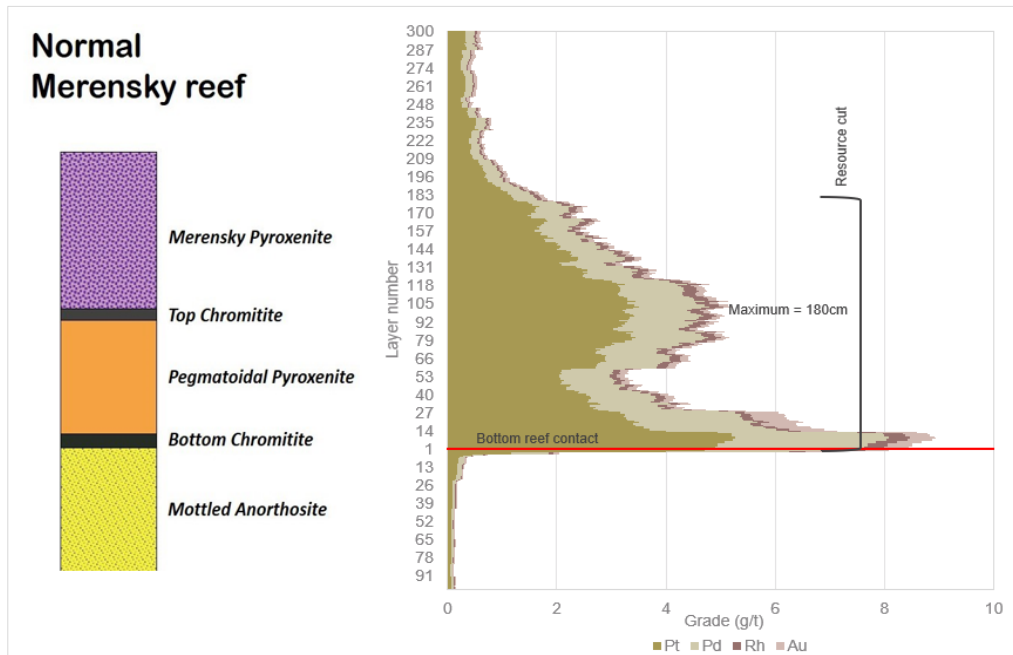 Normal
Merensky reef
Merensky Pyroxenite
Top Chromitite
Pegmatoidal Pyroxenite
Bottom Chromitite
Mottled Anorthosite
Layer number
300
287
274
261
248
235
222
209
196
183
170
157
144
131
118
105
92
79
66
53
40
27
14
1
13
26
39
52
65
78
91
Resource cut
Maximum = 180cm
Bottom reef contact
0 2 4 6 8 10
Grade (g/t)
Pt Pd Rh Au